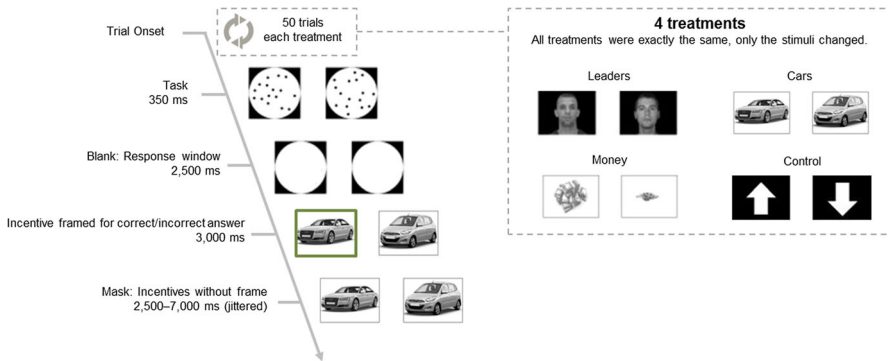 Trial Onset
50 trials
each treatment
Task
350 ms
Blank: Response window
2,500 ms
Incentive framed for correct/incorrect answer
3,000 ms
Mask: Incentives without frame
2,500–7,000 ms (jittered)
4 treatments
All treatments were exactly the same, only the stimuli changed.
Leaders
Cars
Money
Control